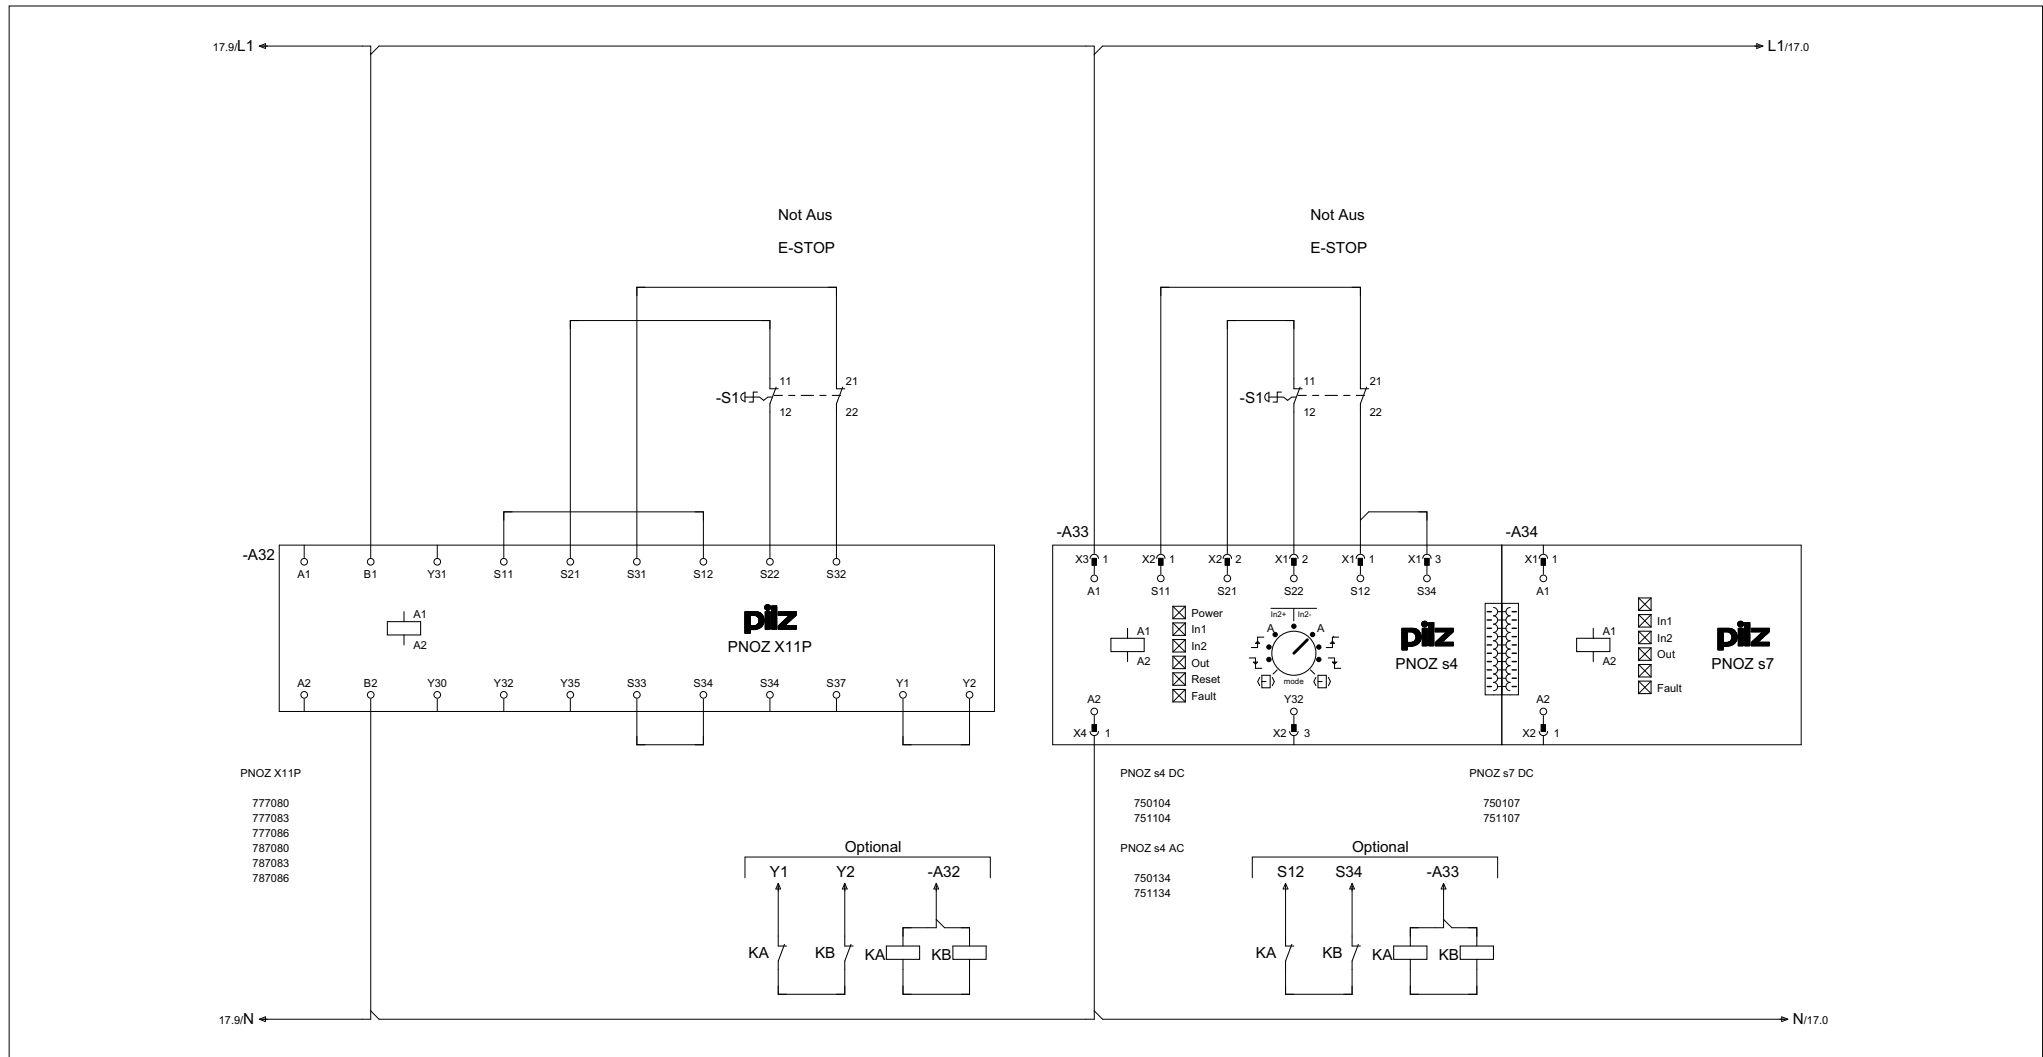 17.9/L1
L1/17.0
Not Aus
Not Aus
E-STOP
E-STOP
11 21
-S1
12 22
11 21
-S1
12 22
-A32
A1 B1 Y31 S11 S21 S31 S12 S22 S32
A1
A2
pilz
PNOZ X11P
A2 B2 Y30 Y32 Y35 S33 S34 S34 S37 Y1 Y2
-A33
X3 1 X2 1 X2 2 X1 2 X1 1 X1 3
A1 S11 S21 S22 S12 S34
A1
A2
Power
In1
In2
Out
Reset
Fault
In2+ In2-
A A
mode
pilz
PNOZ s4
A2 Y32
X4 1 X2 3
-A34
X1 1
A1
A1
A2
In1
In2
Out
Fault
pilz
PNOZ s7
A2
X2 1
PNOZ X11P
777080
777083
777086
787080
787083
787086
PNOZ s4 DC
750104
751104
PNOZ s4 AC
750134
751134
PNOZ s7 DC
750107
751107
Optional
Y1 Y2 -A32
KA KB KA KB
Optional
S12 S34 -A33
KA KB KA KB
17.9/N
N/17.0